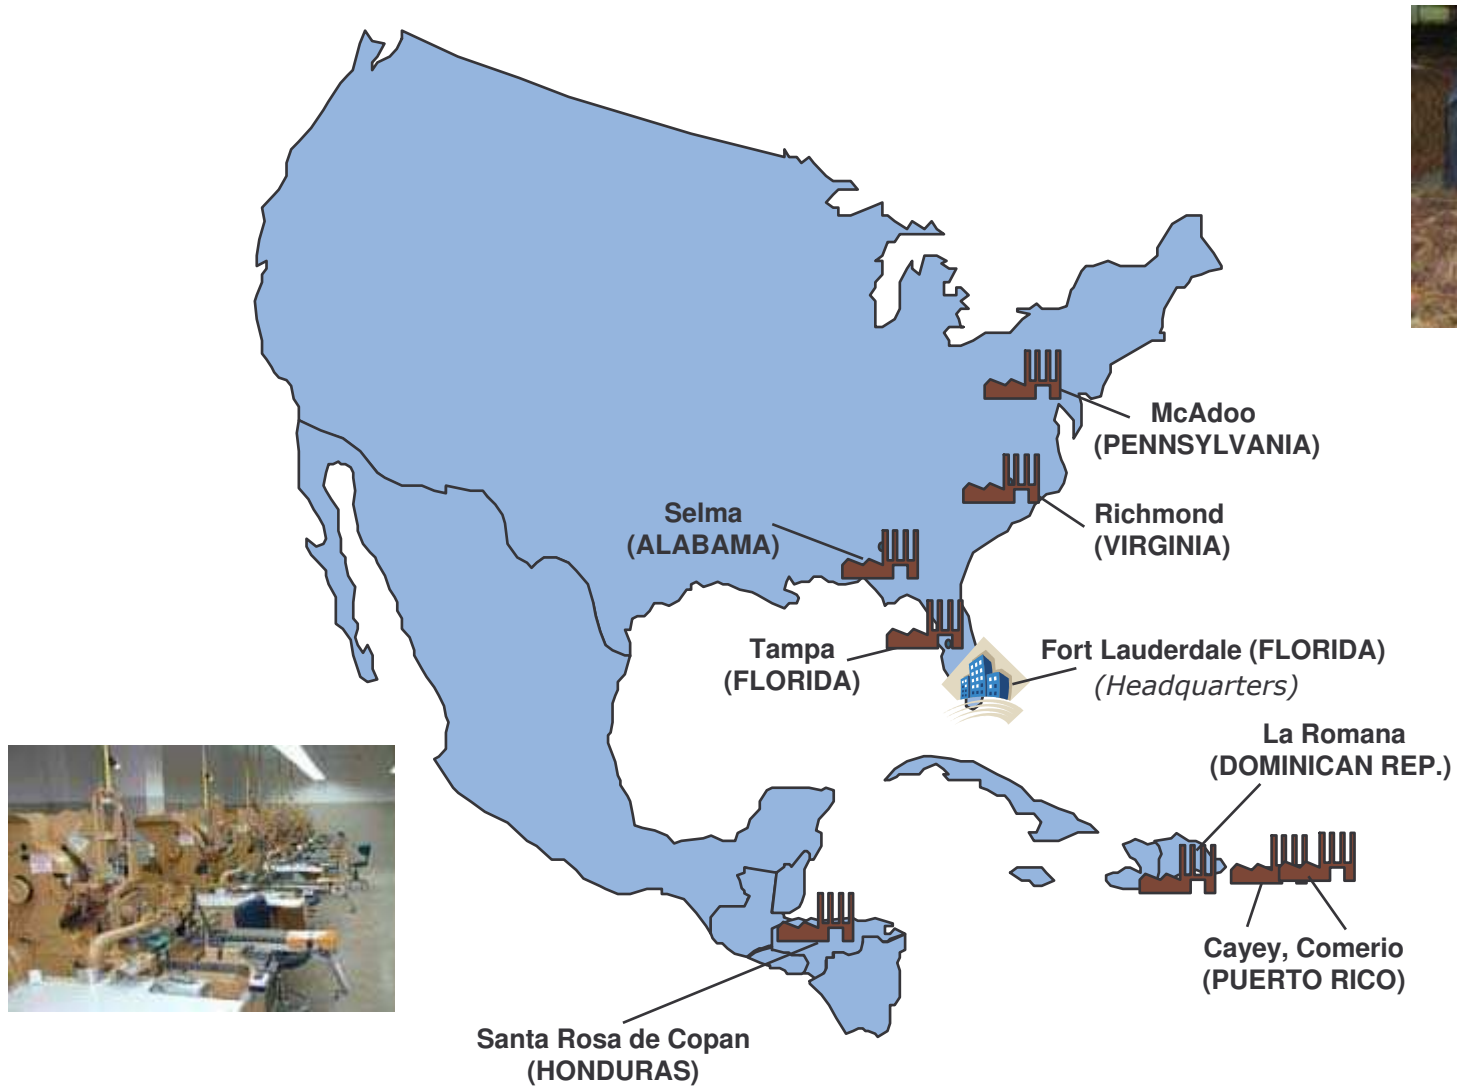 McAdoo
(PENNSYLVANIA)
Richmond
(VIRGINIA)
Selma
(ALABAMA)
Tampa
(FLORIDA)
Fort Lauderdale (FLORIDA)
(Headquarters)
La Romana
(DOMINICAN REP.)
Cayey, Comerio
(PUERTO RICO)
Santa Rosa de Copan
(HONDURAS)